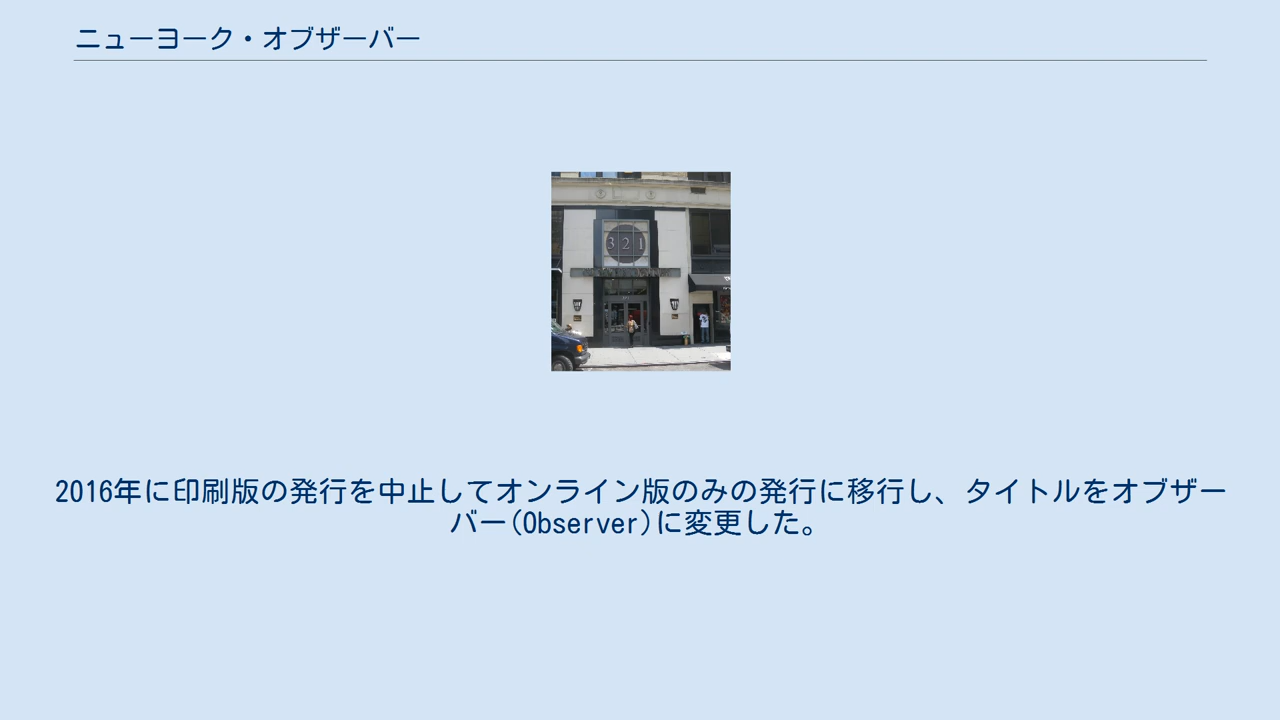 ニューヨーク・オブザーバー
321
2016年に印刷版の発行を中止してオンライン版のみの発行に移行し、タイトルをオブザー
バー(Observer)に変更した。